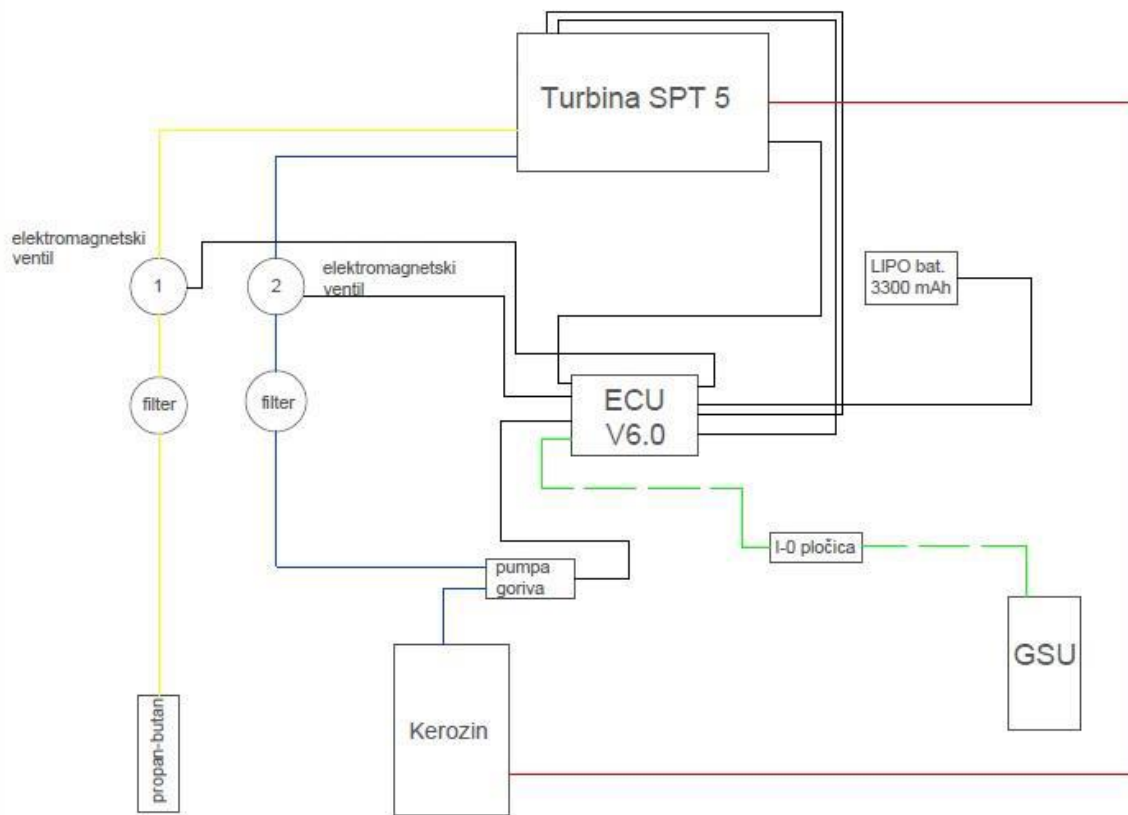 Turbina SPT 5
elektromagnetski
ventil
1
2
elektromagnetski
ventil
LIPO bat.
3300 mAh
filter
filter
ECU
V6.0
I-0 pločica
pumpa
goriva
GSU
Kerozin
propan-butan